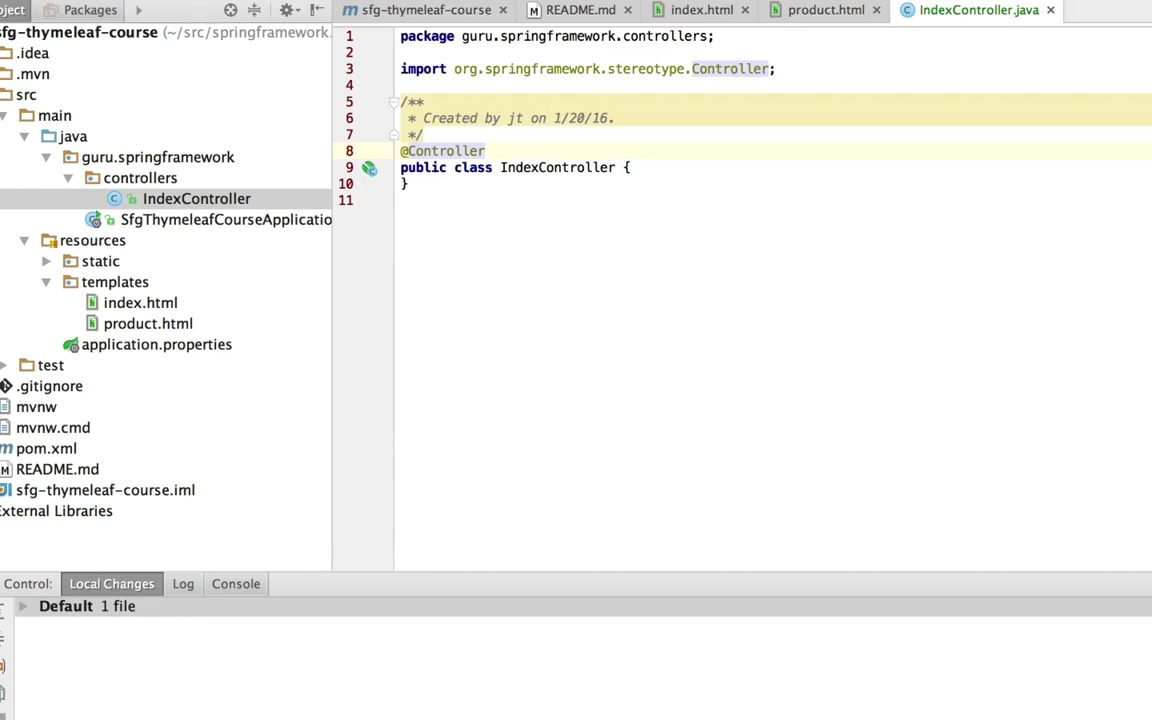 oject Packages
sfg-thymeleaf-course (~/src/springframework.
.idea
.mvn
src
main
java
guru.springframework
controllers
IndexController
SfgThymeleafCourseApplicatio
resources
static
templates
index.html
product.html
application.properties
test
.gitignore
mvnw
mvnw.cmd
pom.xml
README.md
sfg-thymeleaf-course.iml
External Libraries
sfg-thymeleaf-course README.md index.html product.html IndexController.java
1 package guru.springframework.controllers;
2
3 import org.springframework.stereotype.Controller;
4
5 /**
6 * Created by jt on 1/20/16.
7 */
8 @Controller
9 public class IndexController {
10 }
11
Control: Local Changes Log Console
Default 1 file